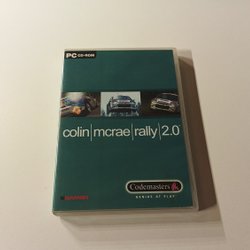 PC CD-ROM
colin|mcrae|rally|2.0
Codemasters
GENIUS AT PLAY